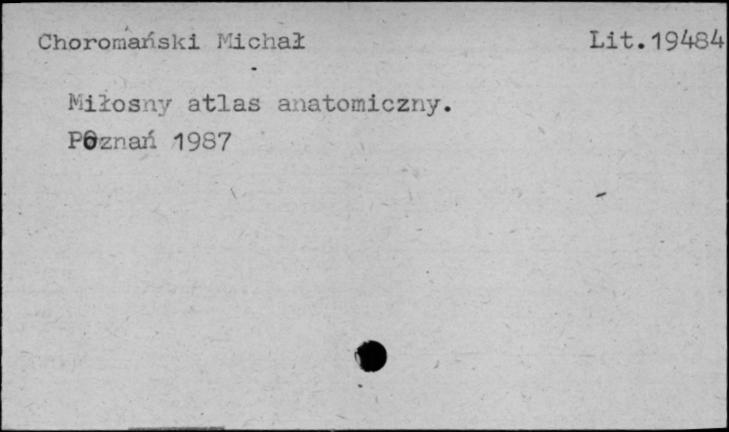 Choromański Michał Lit.19484
Miłosny atlas anatomiczny.
Poznań 1987